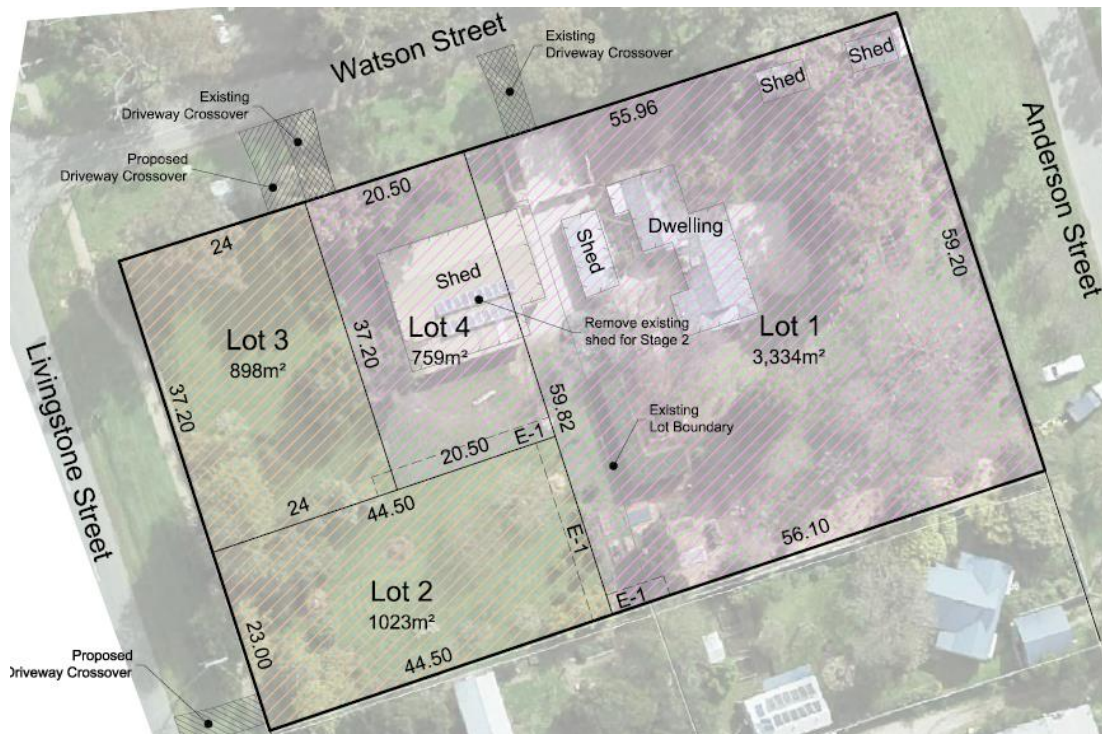 Watson Street
Existing
Driveway Crossover
Existing
Driveway Crossover
Proposed
Driveway Crossover
Shed
Shed
55.96
20.50
24
Anderson Street
Dwelling
Shed
Shed
59.20
Remove existing
shed for Stage 2
Lot 3
898m²
37.20
Lot 4
759m²
Lot 1
3,334m²
37.20
Livingstone Street
59.82
Existing
Lot Boundary
E-1
20.50
24
44.50
E-1
56.10
Lot 2
1023m²
E-1
23.00
44.50
Proposed
Driveway Crossover